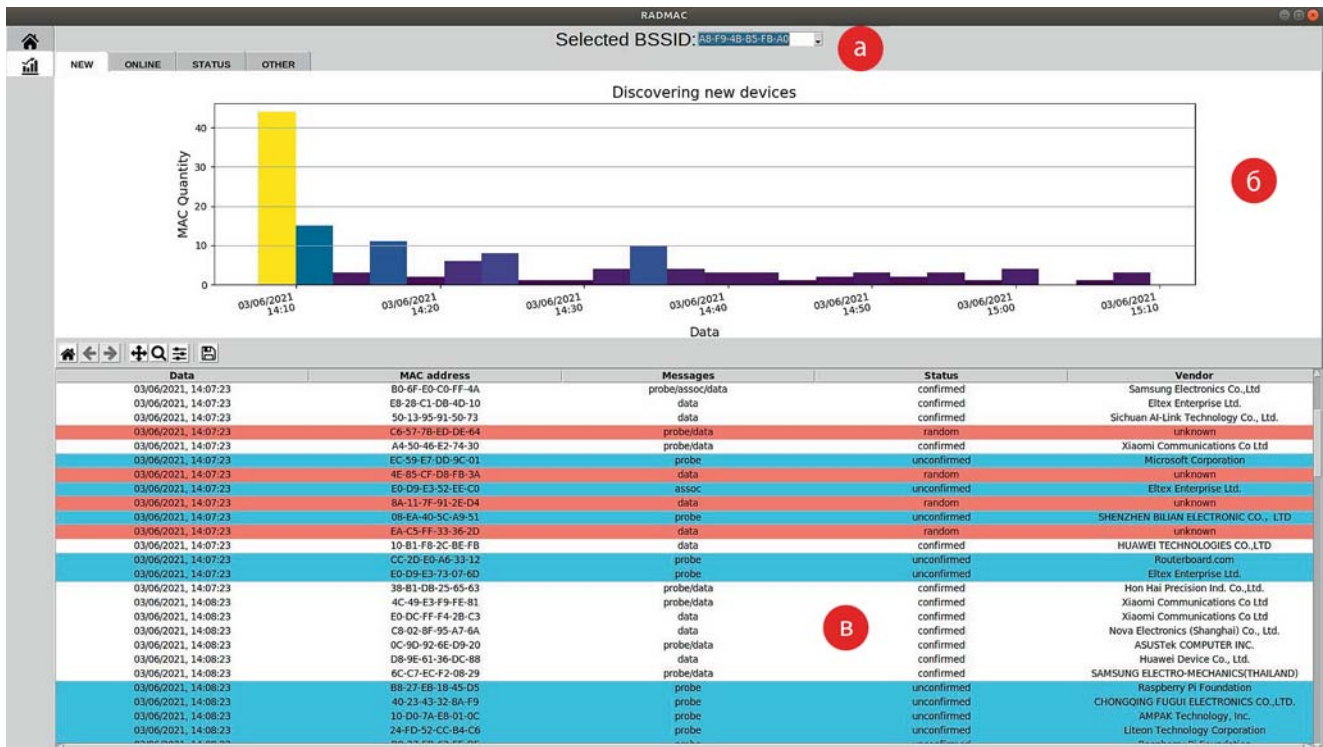 RADMAC
Selected BSSID: A8-F9-4B-B5-FB-A0
а
NEW ONLINE STATUS OTHER
Discovering new devices
MAC Quantity
40
30
20
10
0
б
03/06/2021 14:10
03/06/2021 14:20
03/06/2021 14:30
03/06/2021 14:40
03/06/2021 14:50
03/06/2021 15:00
03/06/2021 15:10
Data
Data MAC address Messages Status Vendor
03/06/2021, 14:07:23 B0-6F-E0-C0-FF-4A probe/assoc/data confirmed Samsung Electronics Co.,Ltd
03/06/2021, 14:07:23 E8-28-C1-DB-4D-10 data confirmed Eltex Enterprise Ltd.
03/06/2021, 14:07:23 50-13-95-91-50-73 data confirmed Sichuan AI-Link Technology Co., Ltd.
03/06/2021, 14:07:23 C6-57-7B-ED-DE-64 probe/data random unknown
03/06/2021, 14:07:23 A4-50-46-E2-74-30 probe/data confirmed Xiaomi Communications Co Ltd
03/06/2021, 14:07:23 EC-59-E7-DD-9C-01 probe unconfirmed Microsoft Corporation
03/06/2021, 14:07:23 4E-85-CF-D8-FB-3A data random unknown
03/06/2021, 14:07:23 E0-D9-E3-52-EE-C0 assoc unconfirmed Eltex Enterprise Ltd.
03/06/2021, 14:07:23 8A-11-7F-91-2E-D4 data random unknown
03/06/2021, 14:07:23 08-EA-40-5C-A9-51 probe unconfirmed SHENZHEN BILIAN ELECTRONIC CO., LTD
03/06/2021, 14:07:23 EA-C5-FF-33-36-2D data random unknown
03/06/2021, 14:07:23 10-B1-F8-2C-BE-FB data confirmed HUAWEI TECHNOLOGIES CO.,LTD
03/06/2021, 14:07:23 CC-2D-E0-A6-33-12 probe unconfirmed Routerboard.com
03/06/2021, 14:07:23 E0-D9-E3-73-07-6D probe unconfirmed Eltex Enterprise Ltd.
03/06/2021, 14:07:23 38-B1-DB-25-65-63 probe/data confirmed Hon Hai Precision Ind. Co.,Ltd.
03/06/2021, 14:08:23 4C-49-E3-F9-FE-81 probe/data confirmed Xiaomi Communications Co Ltd
03/06/2021, 14:08:23 E0-DC-FF-F4-2B-C3 data confirmed Xiaomi Communications Co Ltd
03/06/2021, 14:08:23 C8-02-8F-95-A7-6A data confirmed Nova Electronics (Shanghai) Co., Ltd.
03/06/2021, 14:08:23 0C-9D-92-6E-D9-20 probe/data confirmed ASUSTek COMPUTER INC.
03/06/2021, 14:08:23 D8-9E-61-36-DC-88 data confirmed Huawei Device Co., Ltd.
03/06/2021, 14:08:23 6C-C7-EC-F2-08-29 probe/data confirmed SAMSUNG ELECTRO-MECHANICS(THAILAND)
03/06/2021, 14:08:23 B8-27-EB-18-45-D5 probe unconfirmed Raspberry Pi Foundation
03/06/2021, 14:08:23 40-23-43-32-8A-F9 probe unconfirmed CHONGQING FUGUI ELECTRONICS CO.,LTD.
03/06/2021, 14:08:23 10-D0-7A-E8-01-0C probe unconfirmed AMPAK Technology, Inc.
03/06/2021, 14:08:23 24-FD-52-CC-B4-C6 probe unconfirmed Liteon Technology Corporation
в